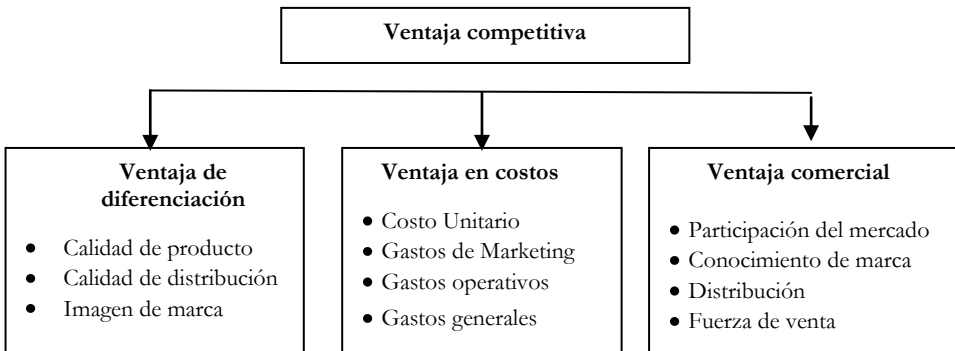 Ventaja competitiva
Ventaja de
diferenciación
• Calidad de producto
• Calidad de distribución
• Imagen de marca
Ventaja en costos
• Costo Unitario
• Gastos de Marketing
• Gastos operativos
• Gastos generales
Ventaja comercial
• Participación del mercado
• Conocimiento de marca
• Distribución
• Fuerza de venta